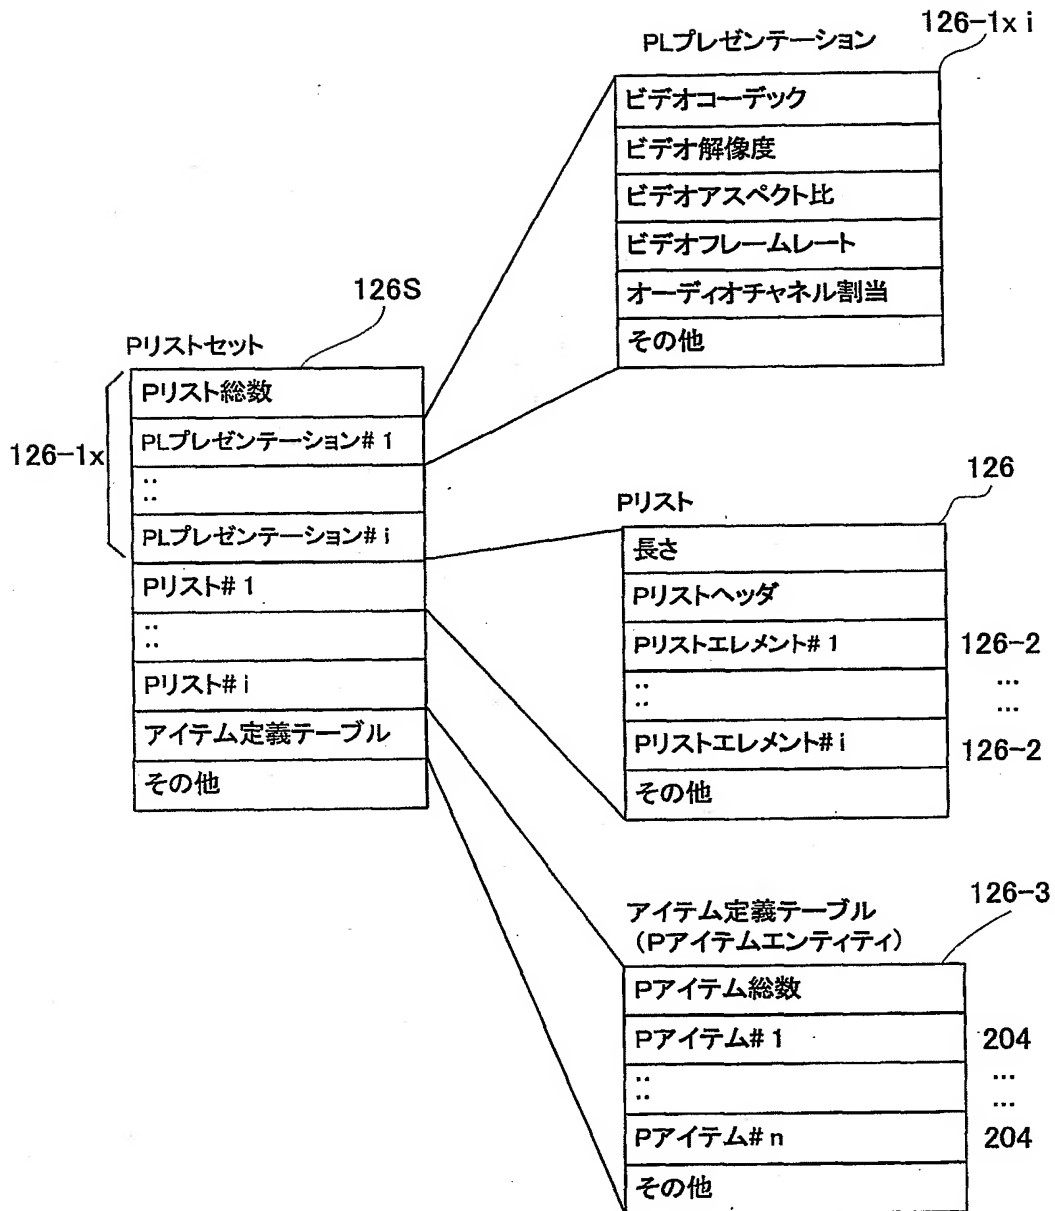 126-1x i
PLプレゼンテーション
ビデオコーデック
ビデオ解像度
ビデオアスペクト比
ビデオフレームレート
オーディオチャネル割当
その他
126S
Pリストセット
Pリスト総数
PLプレゼンテーション#1
::
PLプレゼンテーション#i
Pリスト#1
::
Pリスト#i
アイテム定義テーブル
その他
126-1x
126
Pリスト
長さ
Pリストヘッダ
Pリストエレメント#1 126-2
:: ...
...
Pリストエレメント#i 126-2
その他
126-3
アイテム定義テーブル
(Pアイテムエンティティ)
Pアイテム総数
Pアイテム#1 204
:: ...
...
Pアイテム#n 204
その他